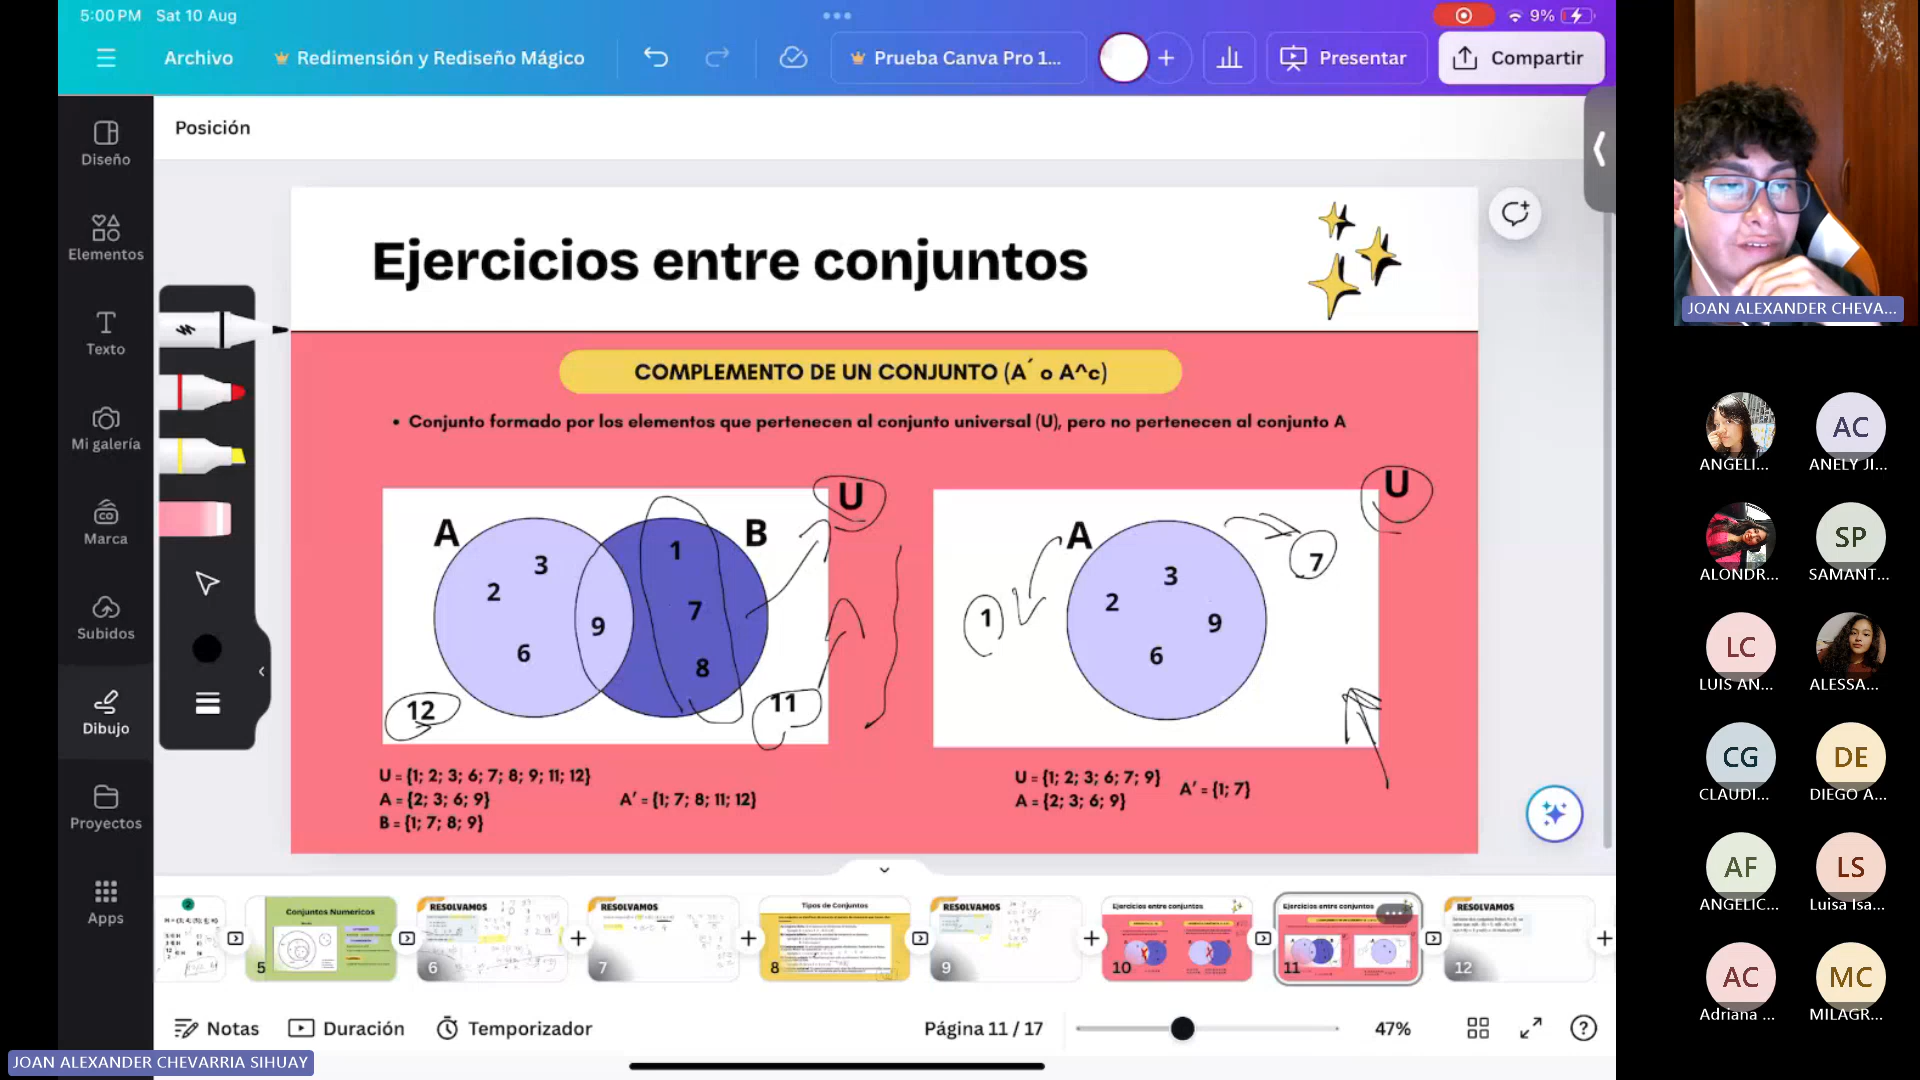 5:00 PM Sat 10 Aug
9%
Archivo
Redimensión y Rediseño Mágico
Prueba Canva Pro 1...
Presentar
Compartir
Posición
Diseño
Elementos
Texto
Mi galería
Marca
Subidos
Dibujo
Proyectos
Apps
Ejercicios entre conjuntos
COMPLEMENTO DE UN CONJUNTO (A´ o A^c)
• Conjunto formado por los elementos que pertenecen al conjunto universal (U), pero no pertenecen al conjunto A
U
A
B
3
2
6
9
1
7
8
12
11
U = {1; 2; 3; 6; 7; 8; 9; 11; 12}
A = {2; 3; 6; 9}
B = {1; 7; 8; 9}
A' = {1; 7; 8; 11; 12}
U
A
1
2
3
6
9
7
U = {1; 2; 3; 6; 7; 9}
A = {2; 3; 6; 9}
A' = {1; 7}
2
Conjuntos Numericos
5
RESOLVAMOS
6
RESOLVAMOS
7
Tipos de Conjuntos
8
RESOLVAMOS
9
Ejercicios entre conjuntos
10
Ejercicios entre conjuntos
11
RESOLVAMOS
12
Notas
Duración
Temporizador
Página 11 / 17
47%
JOAN ALEXANDER CHEVARRIA SIHUAY
JOAN ALEXANDER CHEVA...
ANGELI...
AC
ANELY JI...
ALONDR...
SP
SAMANT...
LC
LUIS AN...
ALESSA...
CG
CLAUDI...
DE
DIEGO A...
AF
ANGELIC...
LS
Luisa Isa...
AC
Adriana ...
MC
MILAGR...